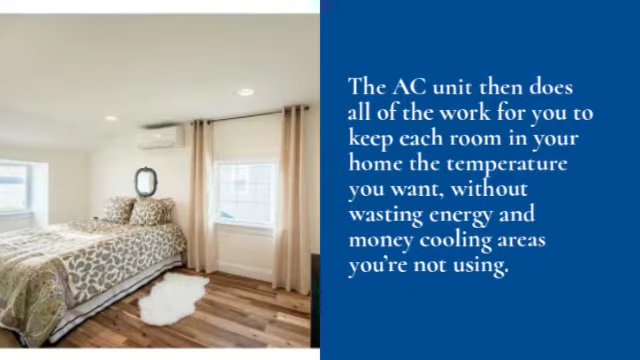 The AC unit then does
all of the work for you to
keep each room in your
home the temperature
you want, without
wasting energy and
money cooling areas
you're not using.